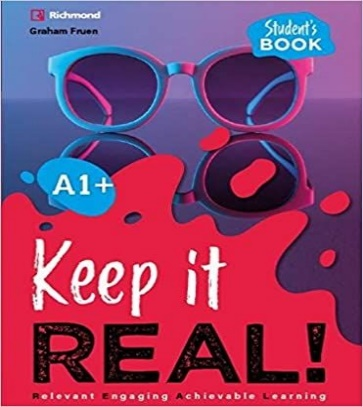 Richmond
Graham Fruen
Student's
BOOK
A1+
Keep it
REAL!
Relevant Engaging Achievable Learning